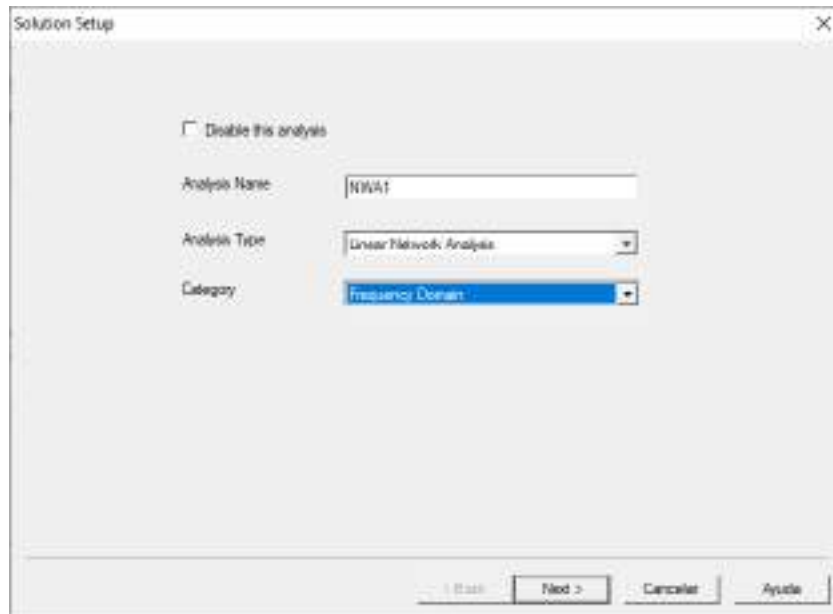 Solution Setup
Disable this analysis
Analysis Name NWA1
Analysis Type Linear Network Analysis
Category Frequency Domain
< Back Next > Cancelar Ayuda